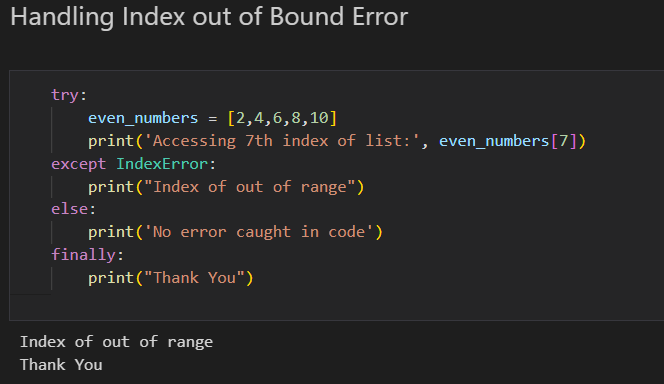 Handling Index out of Bound Error
try:
    even_numbers = [2,4,6,8,10]
    print('Accessing 7th index of list:', even_numbers[7])
except IndexError:
    print("Index of out of range")
else:
    print('No error caught in code')
finally:
    print("Thank You")
Index of out of range
Thank You